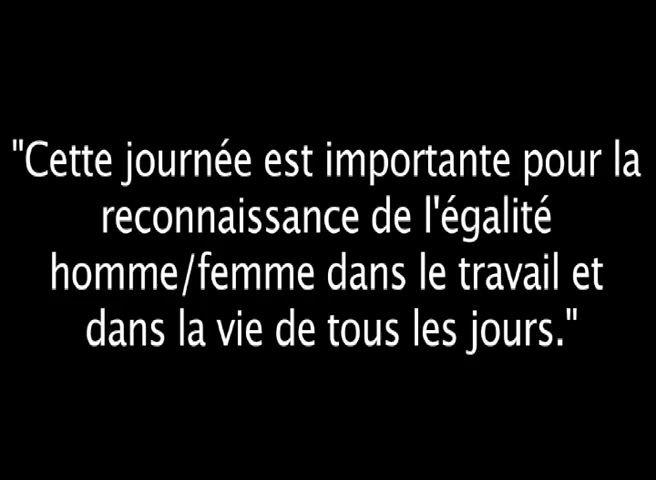 "Cette journée est importante pour la
reconnaissance de l'égalité
homme/femme dans le travail et
dans la vie de tous les jours."